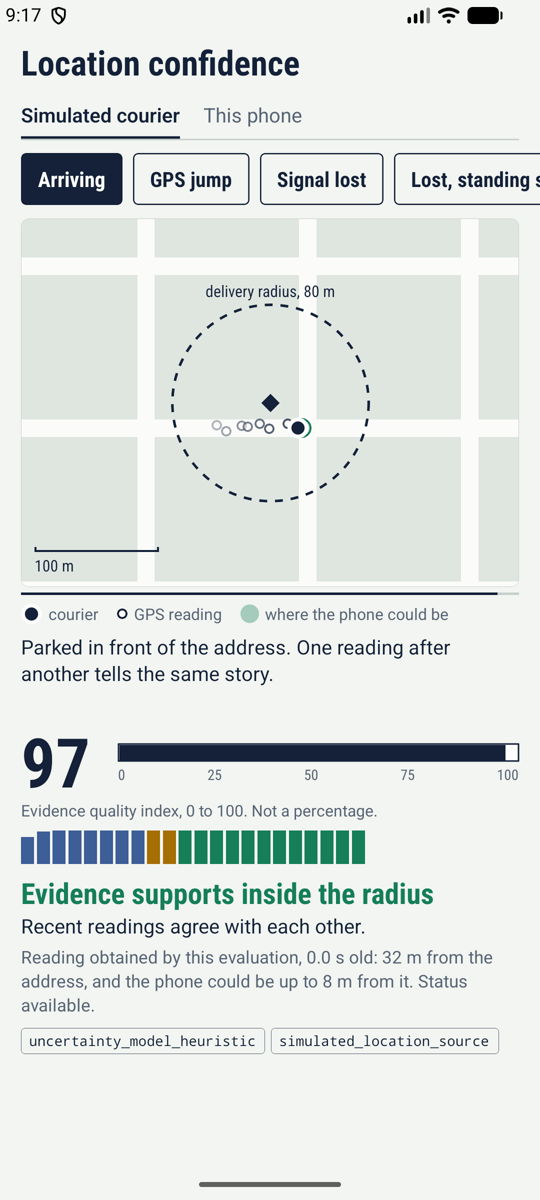 9:17
Location confidence
Simulated courier This phone
Arriving GPS jump Signal lost Lost, standing s
delivery radius, 80 m
100 m
courier GPS reading where the phone could be
Parked in front of the address. One reading after
another tells the same story.
97
0 25 50 75 100
Evidence quality index, 0 to 100. Not a percentage.
Evidence supports inside the radius
Recent readings agree with each other.
Reading obtained by this evaluation, 0.0 s old: 32 m from the
address, and the phone could be up to 8 m from it. Status
available.
uncertainty_model_heuristic simulated_location_source